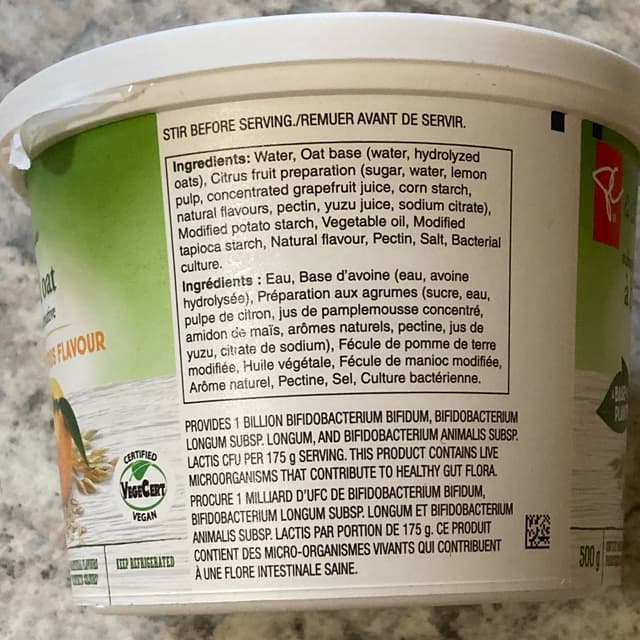 STIR BEFORE SERVING./REMUER AVANT DE SERVIR.
Ingredients: Water, Oat base (water, hydrolyzed
oats), Citrus fruit preparation (sugar, water, lemon
pulp, concentrated grapefruit juice, corn starch,
natural flavours, pectin, yuzu juice, sodium citrate),
Modified potato starch, Vegetable oil, Modified
tapioca starch, Natural flavour, Pectin, Salt, Bacterial
culture.
Ingrédients : Eau, Base d'avoine (eau, avoine
hydrolysée), Préparation aux agrumes (sucre, eau,
pulpe de citron, jus de pamplemousse concentré,
amidon de maïs, arômes naturels, pectine, jus de
yuzu, citrate de sodium), Fécule de pomme de terre
modifiée, Huile végétale, Fécule de manioc modifiée,
Arôme naturel, Pectine, Sel, Culture bactérienne.
PROVIDES 1 BILLION BIFIDOBACTERIUM BIFIDUM, BIFIDOBACTERIUM
LONGUM SUBSP. LONGUM, AND BIFIDOBACTERIUM ANIMALIS SUBSP.
LACTIS CFU PER 175 g SERVING. THIS PRODUCT CONTAINS LIVE
MICROORGANISMS THAT CONTRIBUTE TO HEALTHY GUT FLORA.
PROCURE 1 MILLIARD D'UFC DE BIFIDOBACTERIUM BIFIDUM,
BIFIDOBACTERIUM LONGUM SUBSP. LONGUM ET BIFIDOBACTERIUM
ANIMALIS SUBSP. LACTIS PAR PORTION DE 175 g. CE PRODUIT
CONTIENT DES MICRO-ORGANISMES VIVANTS QUI CONTRIBUENT
À UNE FLORE INTESTINALE SAINE.
oat
FLAVOUR
CERTIFIED
VEGECERT
VEGAN
KEEP REFRIGERATED
PC
500 g